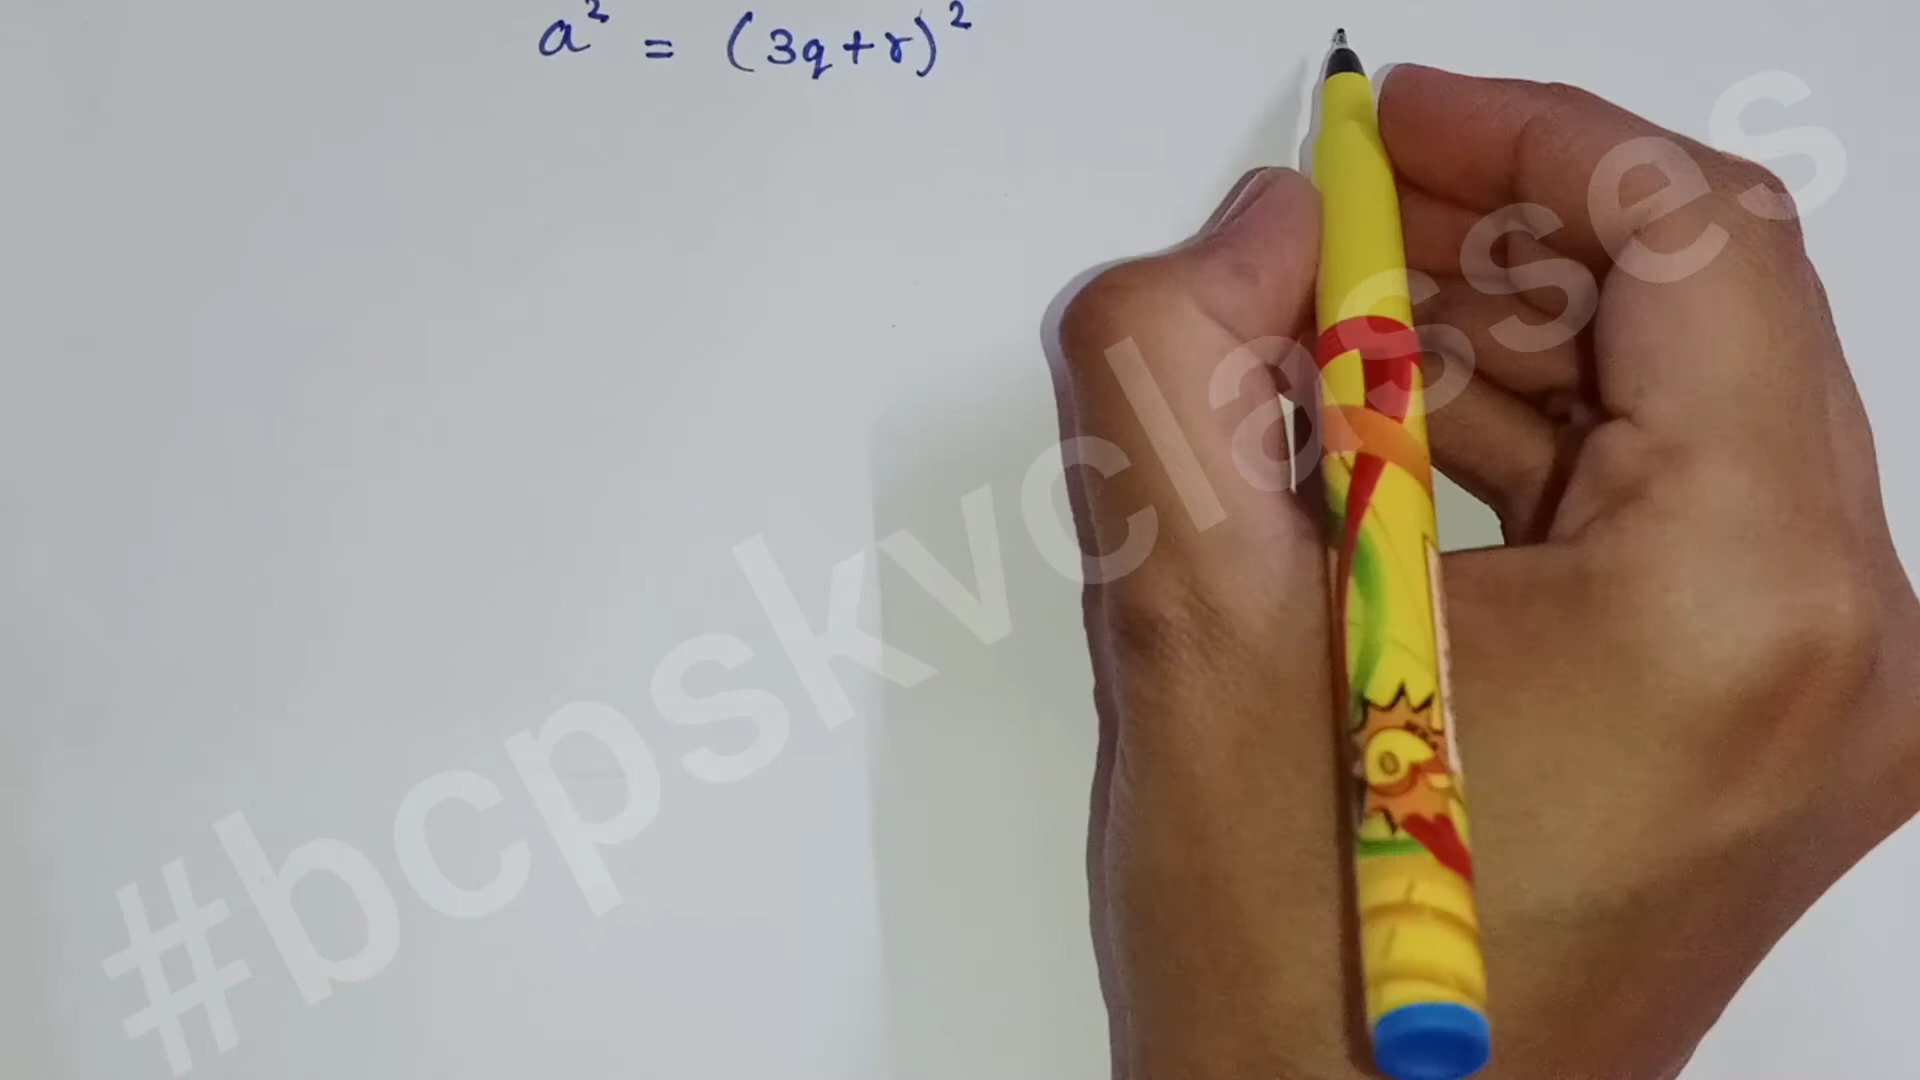 a² = (3q+r)²
#bcpskvclasses